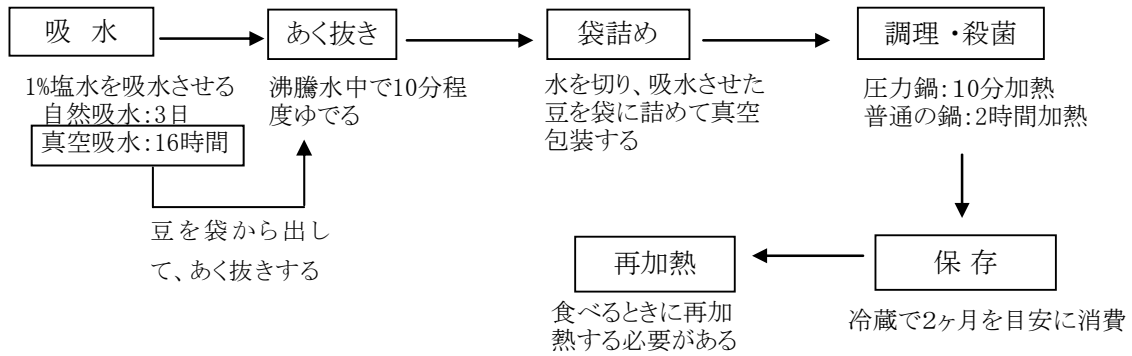 吸 水
あく抜き
袋詰め
調理・殺菌
1%塩水を吸水させる
自然吸水：3日
真空吸水：16時間
豆を袋から出し
て、あく抜きする
沸騰水中で10分程
度ゆでる
水を切り、吸水させた
豆を袋に詰めて真空
包装する
圧力鍋：10分加熱
普通の鍋：2時間加熱
保 存
冷蔵で２ヶ月を目安に消費
再加熱
食べるときに再加
熱する必要がある